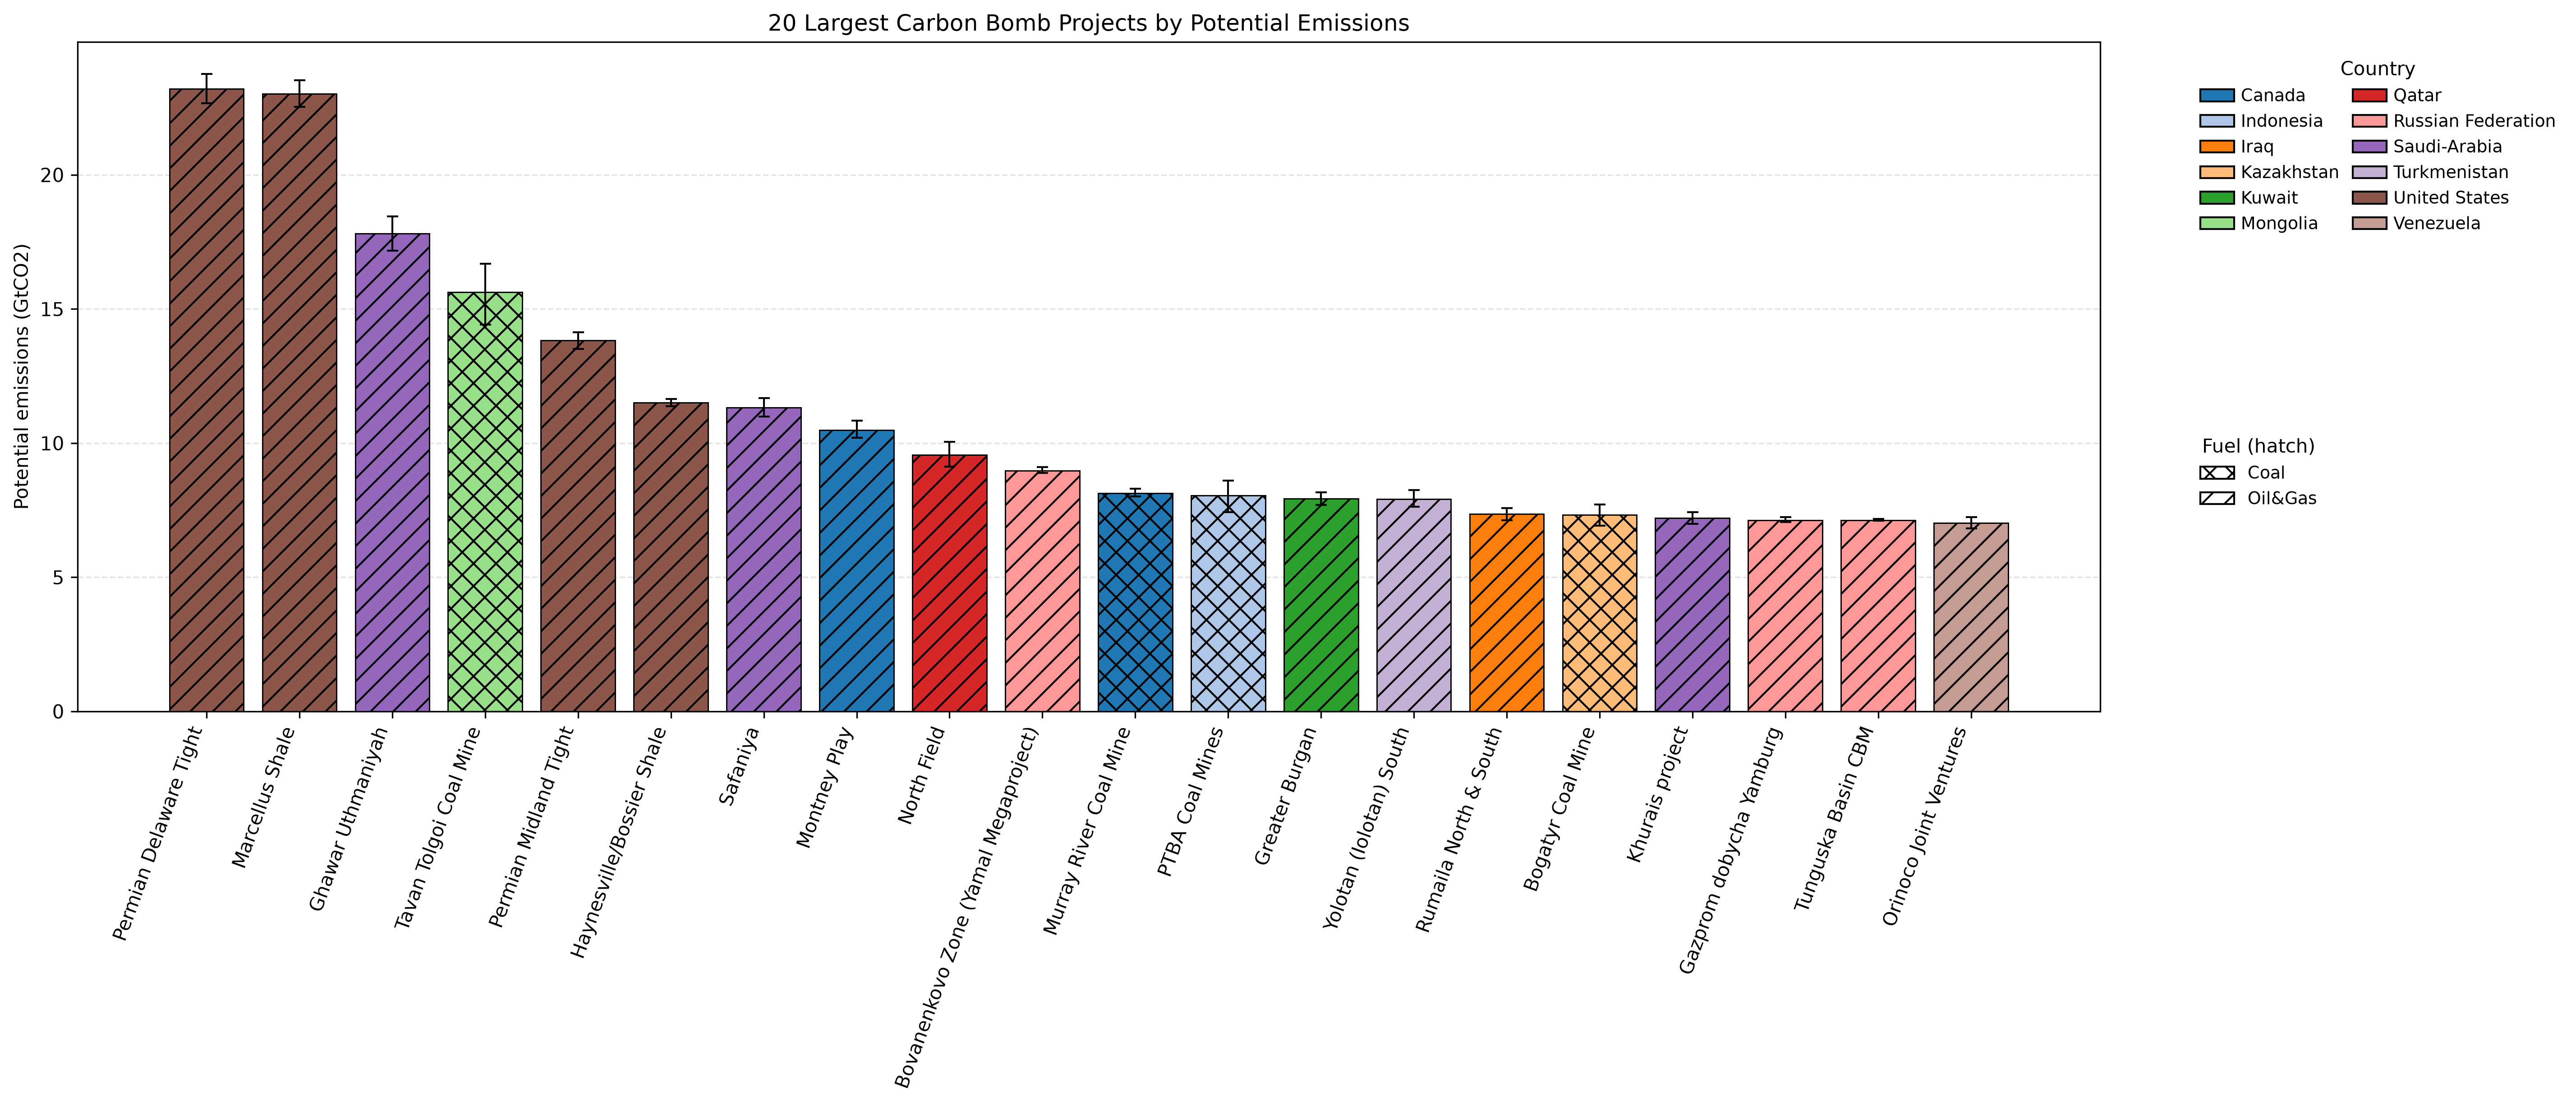 20 Largest Carbon Bomb Projects by Potential Emissions
Potential emissions (GtCO2)
20
15
10
5
0
Permian Delaware Tight
Marcellus Shale
Ghawar Uthmaniyah
Tavan Tolgoi Coal Mine
Permian Midland Tight
Haynesville/Bossier Shale
Safaniya
Montney Play
North Field
Bovanenkovo Zone (Yamal Megaproject)
Murray River Coal Mine
PTBA Coal Mines
Greater Burgan
Yolotan (Iolotan) South
Rumaila North & South
Bogatyr Coal Mine
Khurais project
Gazprom dobycha Yamburg
Tunguska Basin CBM
Orinoco Joint Ventures
Country
Canada
Indonesia
Iraq
Kazakhstan
Kuwait
Mongolia
Qatar
Russian Federation
Saudi-Arabia
Turkmenistan
United States
Venezuela
Fuel (hatch)
Coal
Oil&Gas